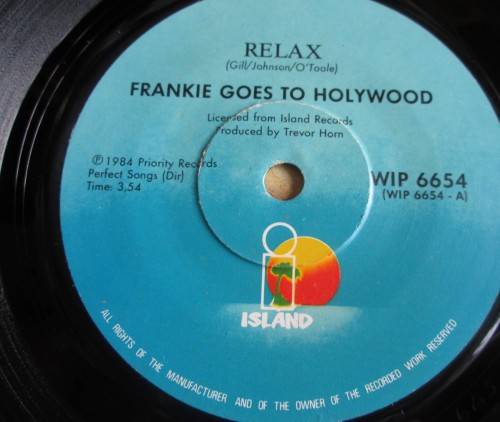 RELAX
(Gill/Johnson/O'Toole)
FRANKIE GOES TO HOLYWOOD
Licensed from Island Records
Produced by Trevor Horn
℗ 1984 Priority Records
Perfect Songs (Dir)
Time: 3,54
WIP 6654
(WIP 6654 - A)
ISLAND
ALL RIGHTS OF THE MANUFACTURER AND OF THE OWNER OF THE RECORDED WORK RESERVED